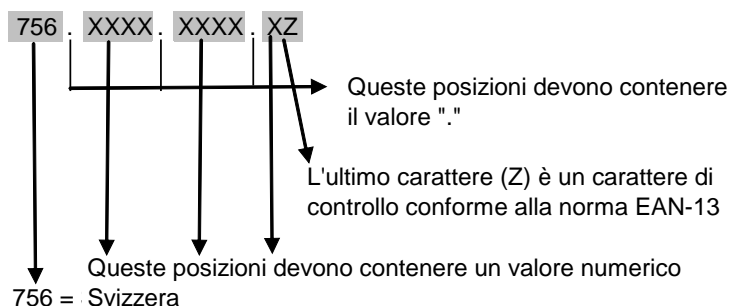 756 . XXXX . XXXX . XZ
Queste posizioni devono contenere
il valore "."
L'ultimo carattere (Z) è un carattere di
controllo conforme alla norma EAN-13
Queste posizioni devono contenere un valore numerico
756 = Svizzera